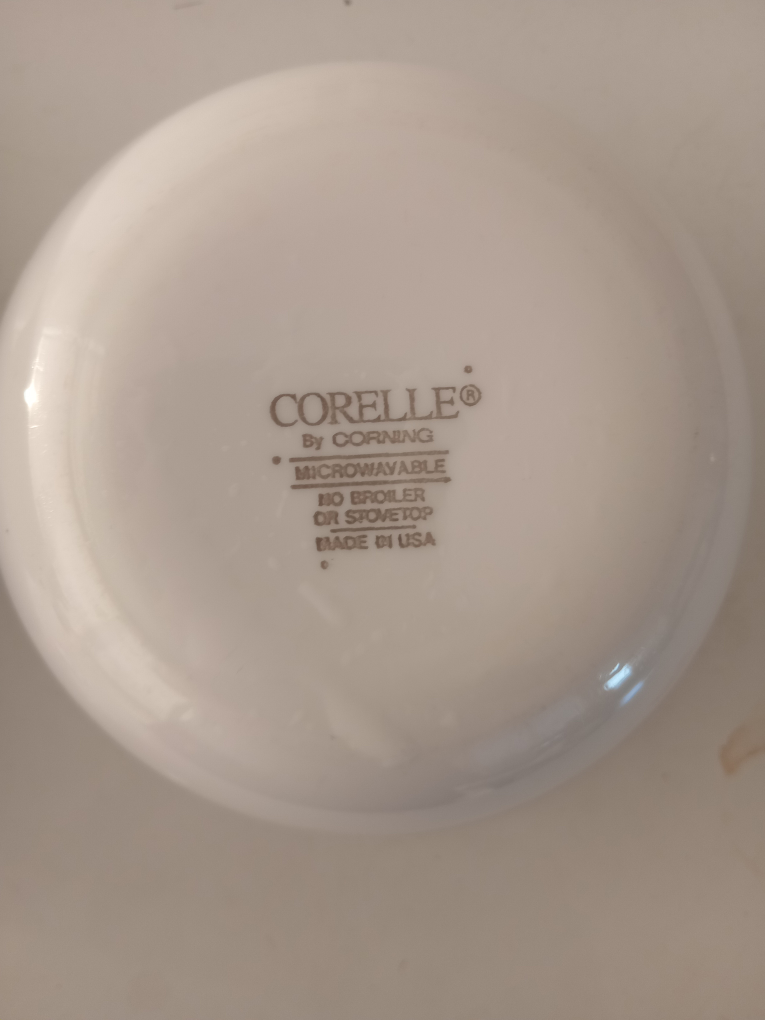 CORELLE®
By CORNING
MICROWAVABLE
NO BROILER
OR STOVETOP
MADE IN USA